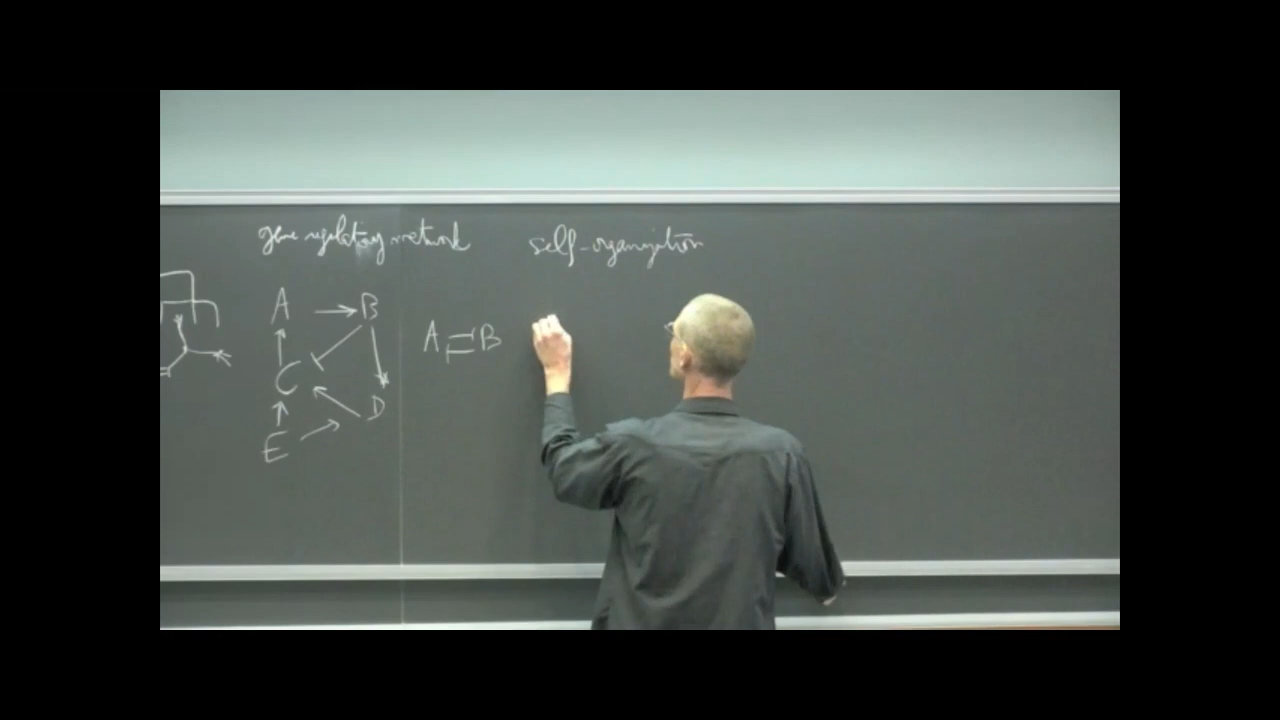 gene regulatory network
self-organization
A B
A B
C
D
E